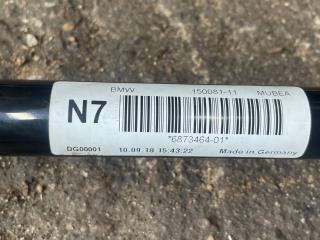 BMW 150081-11 MUBEA
N7
*6873464-01*
DG00001 10.09.18 15:43:22 Made in Germany